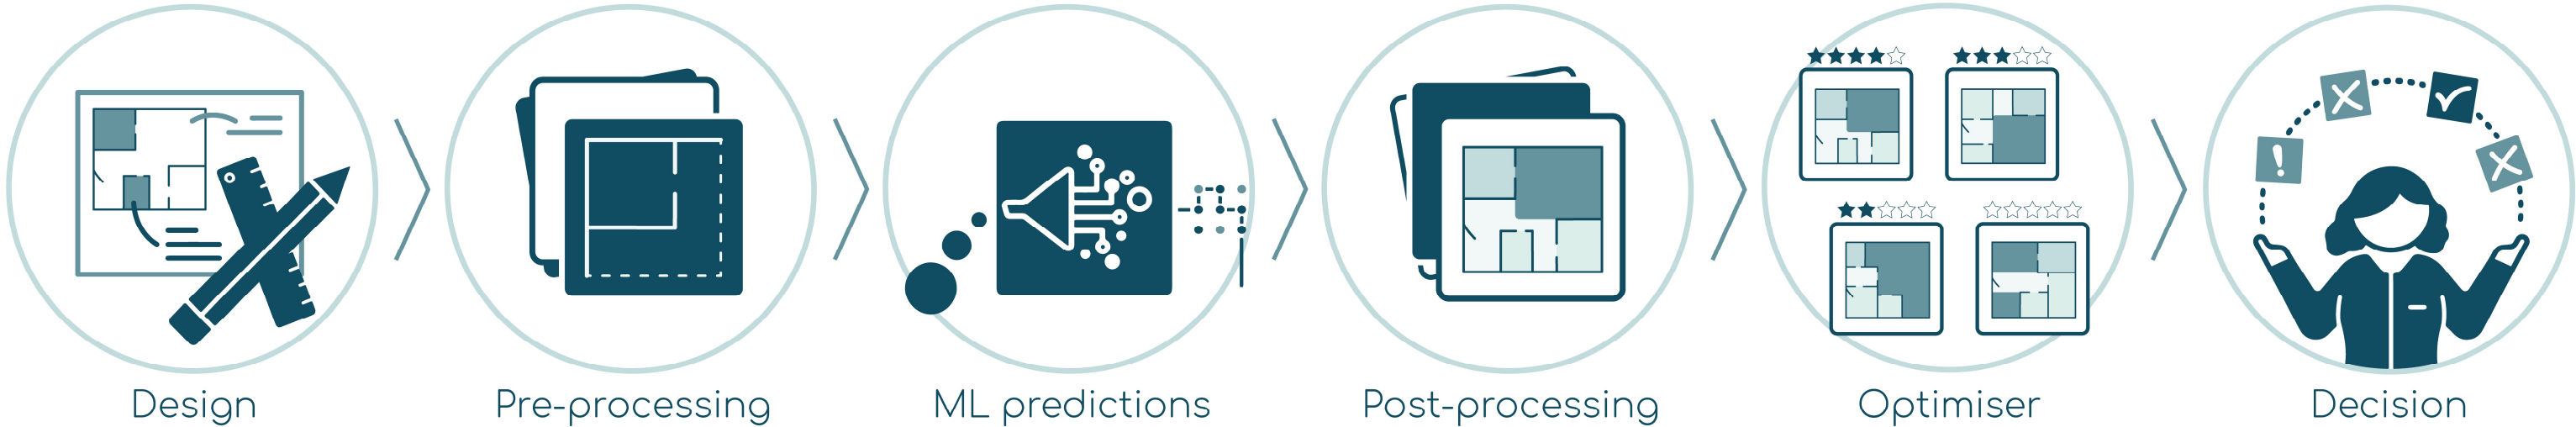 Design
Pre-processing
ML predictions
Post-processing
Optimiser
Decision